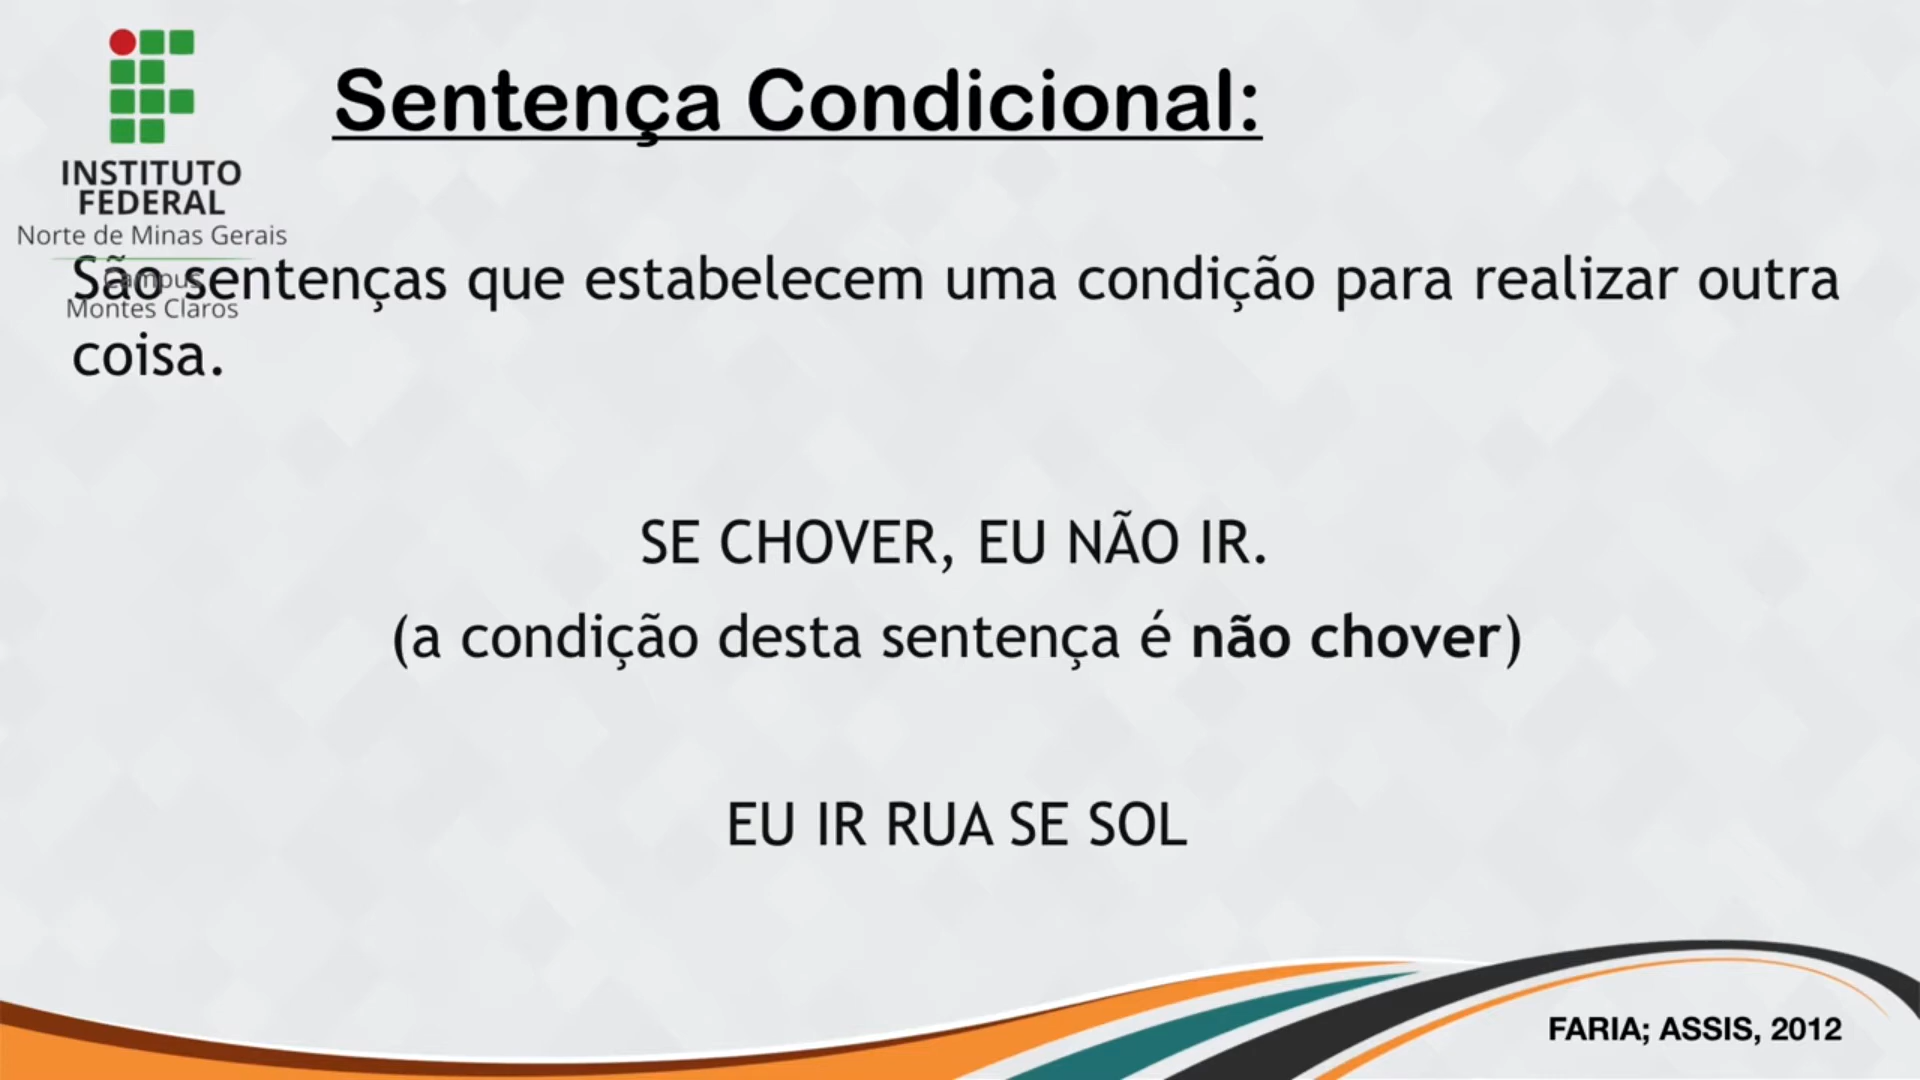 INSTITUTO
FEDERAL
Norte de Minas Gerais
Campus
Montes Claros
Sentença Condicional:
São sentenças que estabelecem uma condição para realizar outra
coisa.
SE CHOVER, EU NÃO IR.
(a condição desta sentença é não chover)
EU IR RUA SE SOL
FARIA; ASSIS, 2012